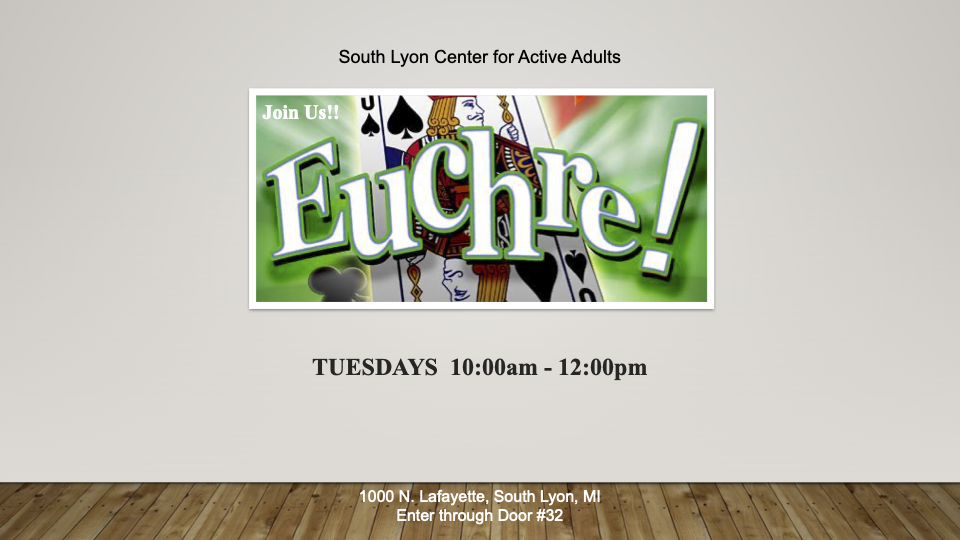 South Lyon Center for Active Adults
Join Us!!
Euchre!
TUESDAYS  10:00am - 12:00pm
1000 N. Lafayette, South Lyon, MI
Enter through Door #32